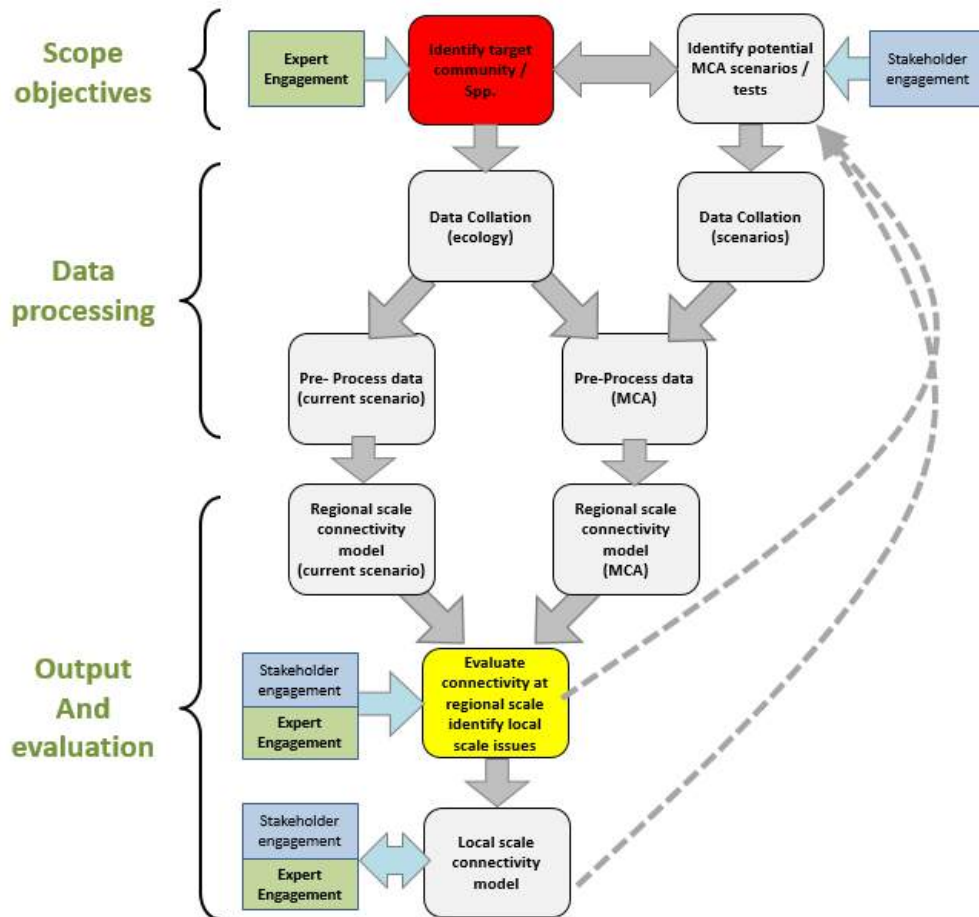 Scope
objectives
Expert
Engagement
Identify target
community /
Spp.
Identify potential
MCA scenarios /
tests
Stakeholder
engagement
Data
processing
Data Collation
(ecology)
Data Collation
(scenarios)
Pre- Process data
(current scenario)
Pre-Process data
(MCA)
Output
And
evaluation
Regional scale
connectivity
model
(current scenario)
Regional scale
connectivity
model
(MCA)
Stakeholder
engagement
Expert
Engagement
Evaluate
connectivity at
regional scale
identify local
scale issues
Stakeholder
engagement
Expert
Engagement
Local scale
connectivity
model